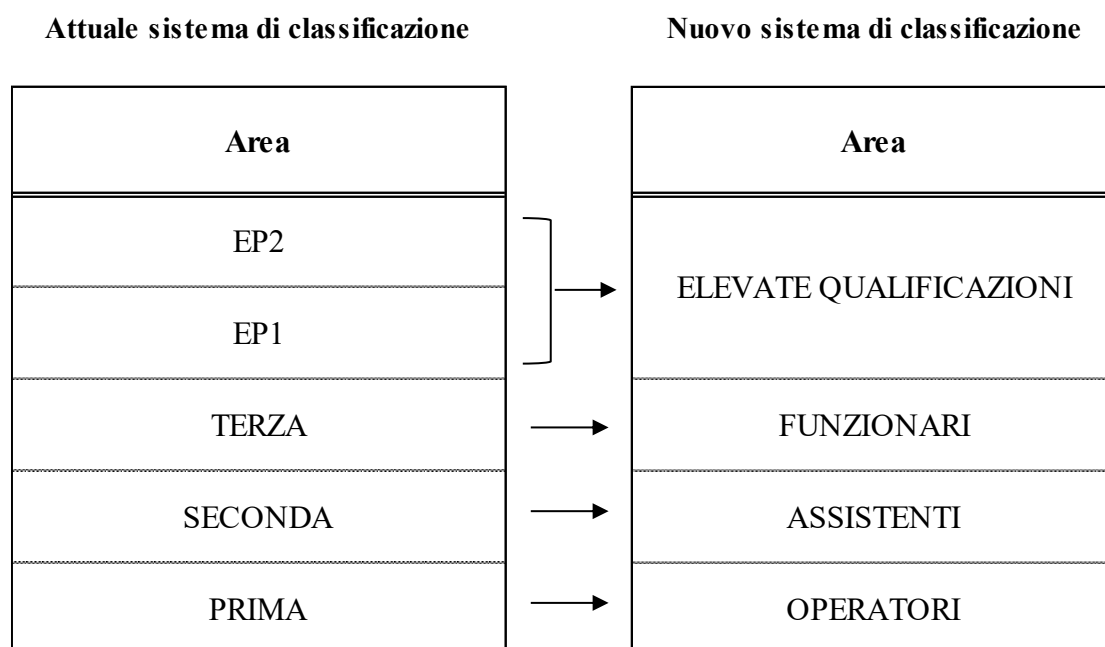 Attuale sistema di classificazione
Nuovo sistema di classificazione
Area
Area
EP2
ELEVATE QUALIFICAZIONI
EP1
TERZA
FUNZIONARI
SECONDA
ASSISTENTI
PRIMA
OPERATORI